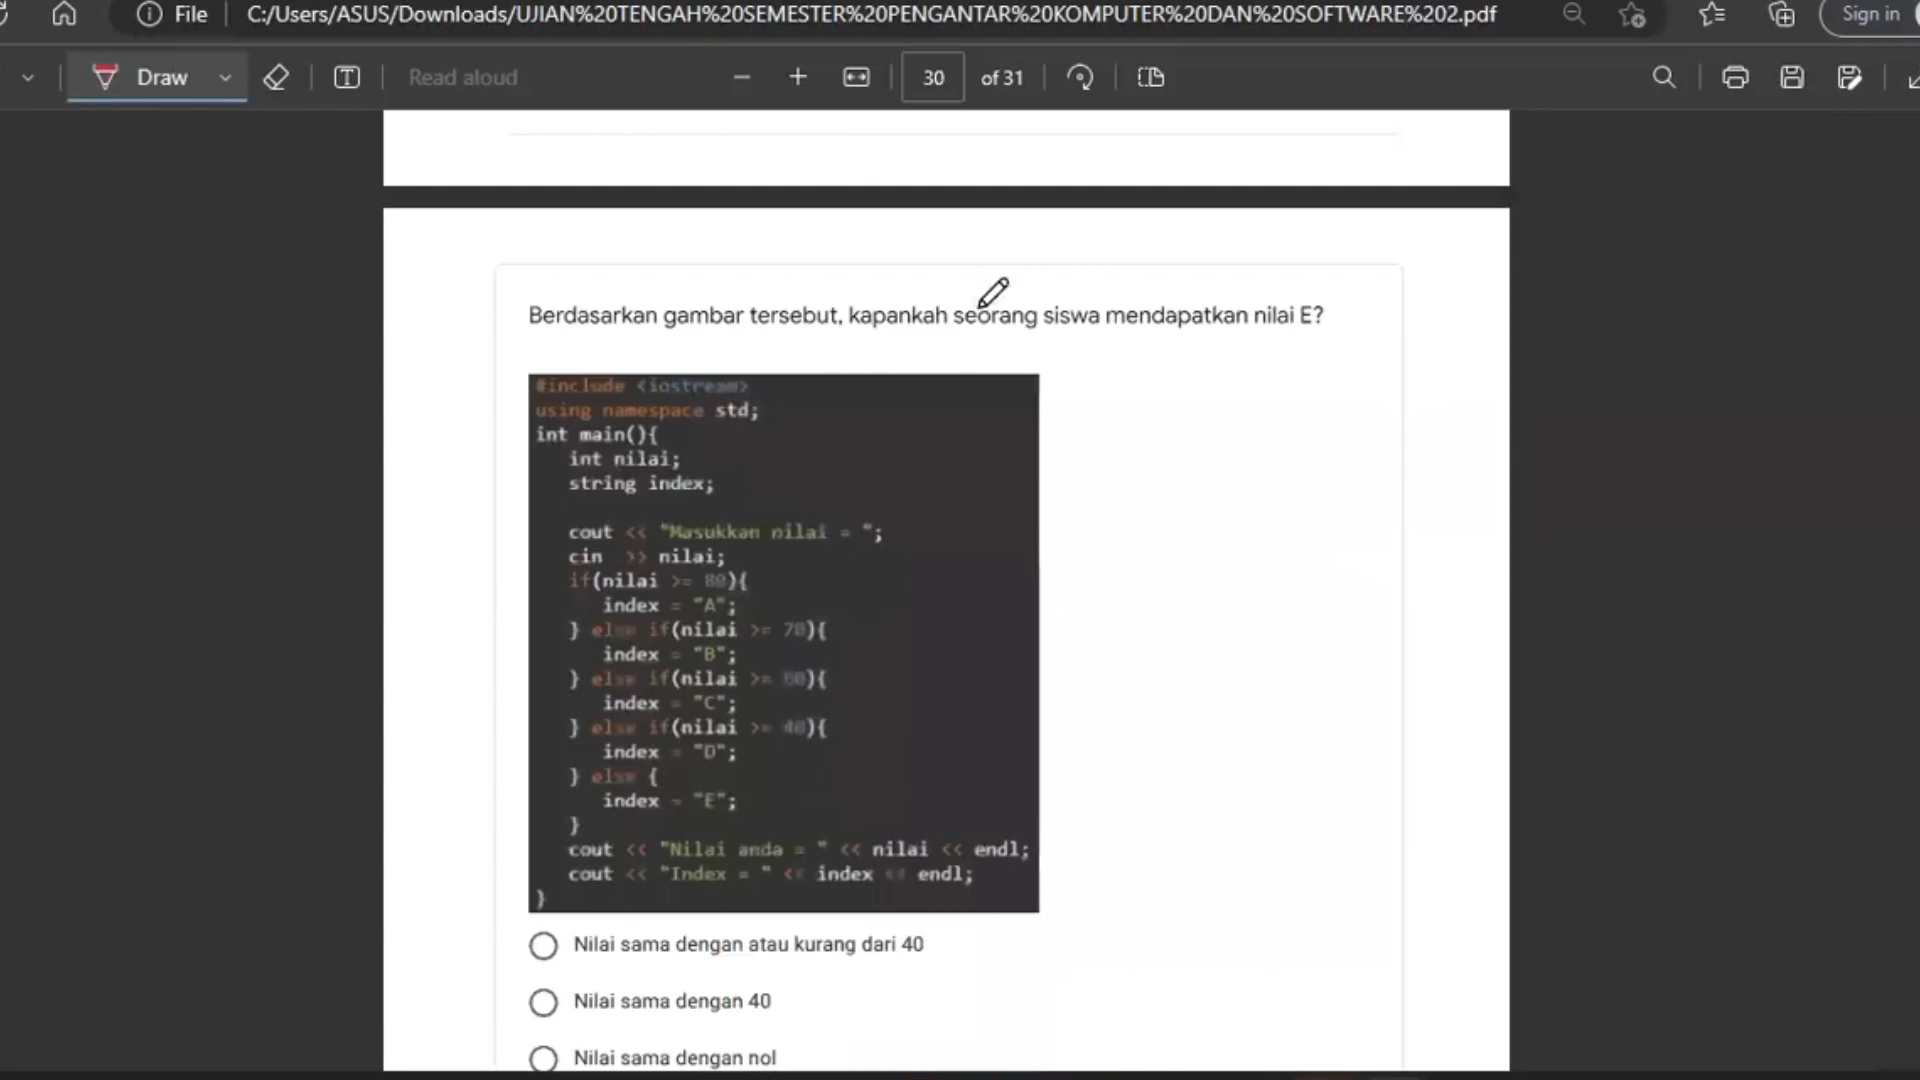 File C:/Users/ASUS/Downloads/UJIAN%20TENGAH%20SEMESTER%20PENGANTAR%20KOMPUTER%20DAN%20SOFTWARE%202.pdf Sign in
Draw Read aloud 30 of 31
Berdasarkan gambar tersebut, kapankah seorang siswa mendapatkan nilai E?
#include <iostream>
using namespace std;
int main(){
int nilai;
string index;
cout << "Masukkan nilai = ";
cin >> nilai;
if(nilai >= 80){
index = "A";
} else if(nilai >= 70){
index = "B";
} else if(nilai >= 60){
index = "C";
} else if(nilai >= 40){
index = "D";
} else {
index = "E";
}
cout << "Nilai anda = " << nilai << endl;
cout << "Index = " << index << endl;
}
Nilai sama dengan atau kurang dari 40
Nilai sama dengan 40
Nilai sama dengan nol